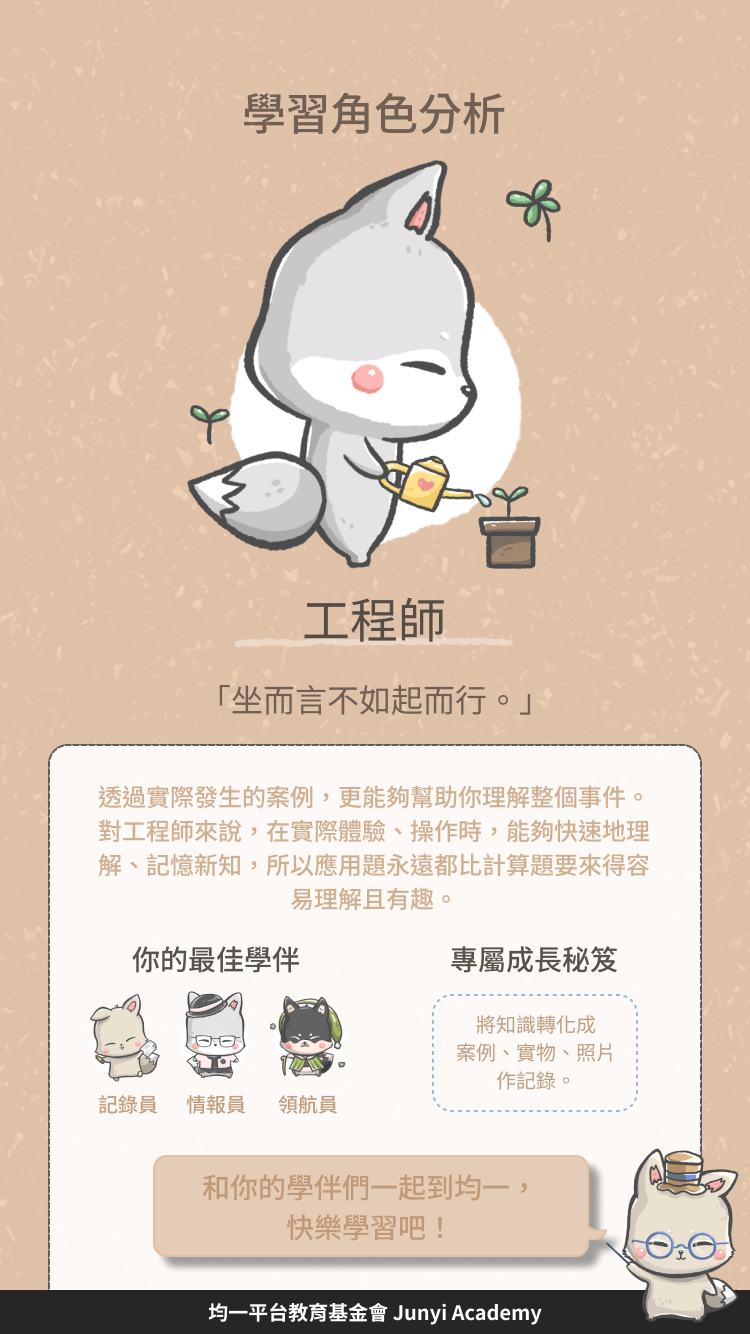 學習角色分析
工程師
「坐而言不如起而行。」
透過實際發生的案例，更能夠幫助你理解整個事件。
對工程師來說，在實際體驗、操作時，能夠快速地理
解、記憶新知，所以應用題永遠都比計算題要來得容
易理解且有趣。
你的最佳學伴
記錄員
情報員
領航員
專屬成長秘笈
將知識轉化成
案例、實物、照片
作記錄。
和你的學伴們一起到均一，
快樂學習吧！
均一平台教育基金會 Junyi Academy